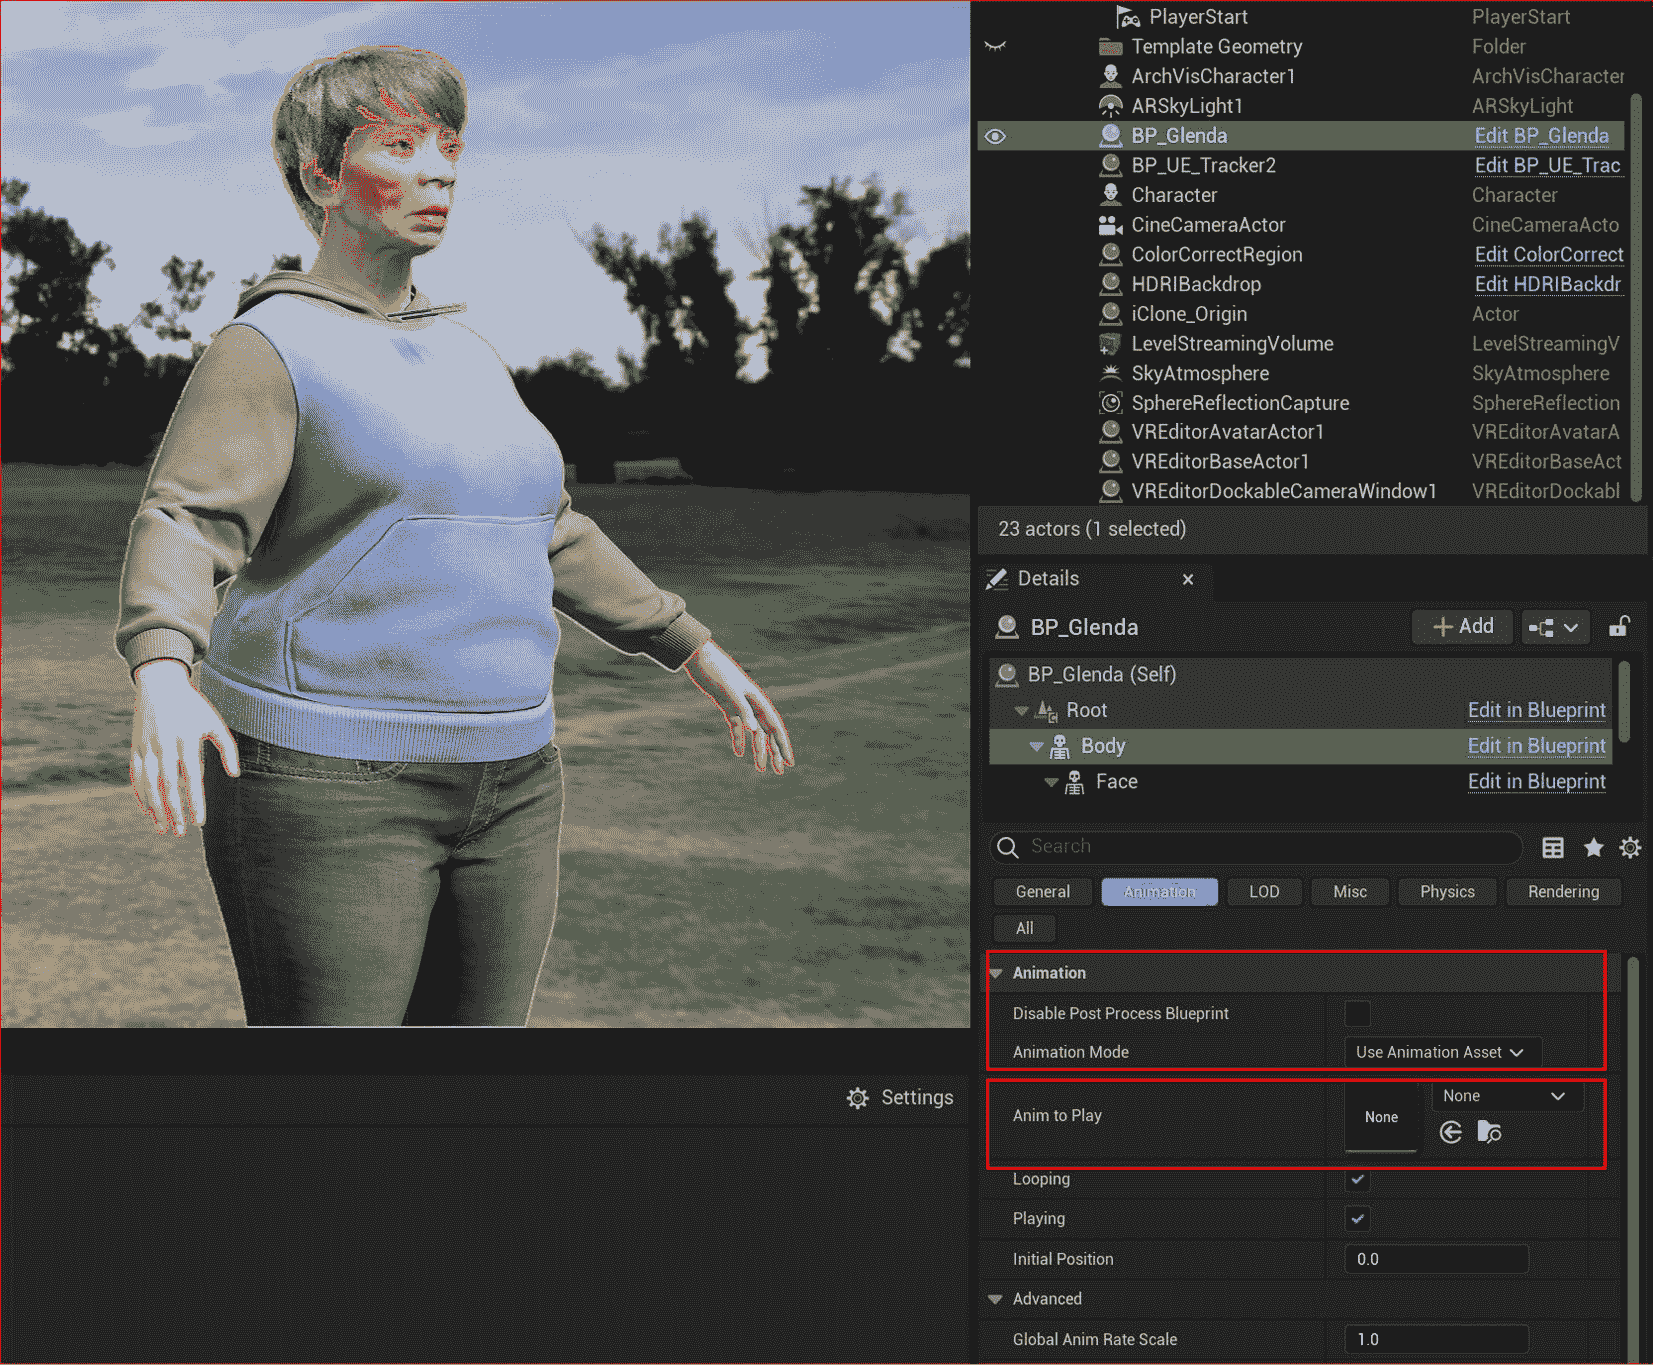 PlayerStart PlayerStart
Template Geometry Folder
ArchVisCharacter1 ArchVisCharacter
ARSkyLight1 ARSkyLight
BP_Glenda Edit BP_Glenda
BP_UE_Tracker2 Edit BP_UE_Trac
Character Character
CineCameraActor CineCameraActo
ColorCorrectRegion Edit ColorCorrect
HDRIBackdrop Edit HDRIBackdr
iClone_Origin Actor
LevelStreamingVolume LevelStreamingV
SkyAtmosphere SkyAtmosphere
SphereReflectionCapture SphereReflection
VREditorAvatarActor1 VREditorAvatarA
VREditorBaseActor1 VREditorBaseAct
VREditorDockableCameraWindow1 VREditorDockabl
23 actors (1 selected)
Details
BP_Glenda Add
BP_Glenda (Self)
Root Edit in Blueprint
Body Edit in Blueprint
Face Edit in Blueprint
Search
General Animation LOD Misc Physics Rendering
All
Animation
Disable Post Process Blueprint
Animation Mode Use Animation Asset
Settings
Anim to Play None None
Looping
Playing
Initial Position 0.0
Advanced
Global Anim Rate Scale 1.0